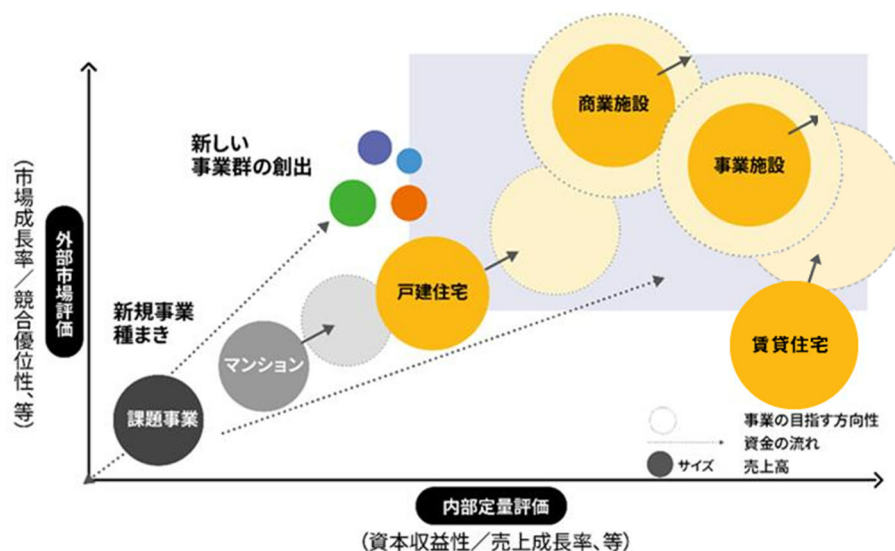 商業施設
事業施設
新しい
事業群の創出
戸建住宅
新規事業
種まき
マンション
賃貸住宅
課題事業
外部市場評価
（市場成長率／競合優位性、等）
事業の目指す方向性
資金の流れ
サイズ 売上高
内部定量評価
（資本収益性／売上成長率、等）